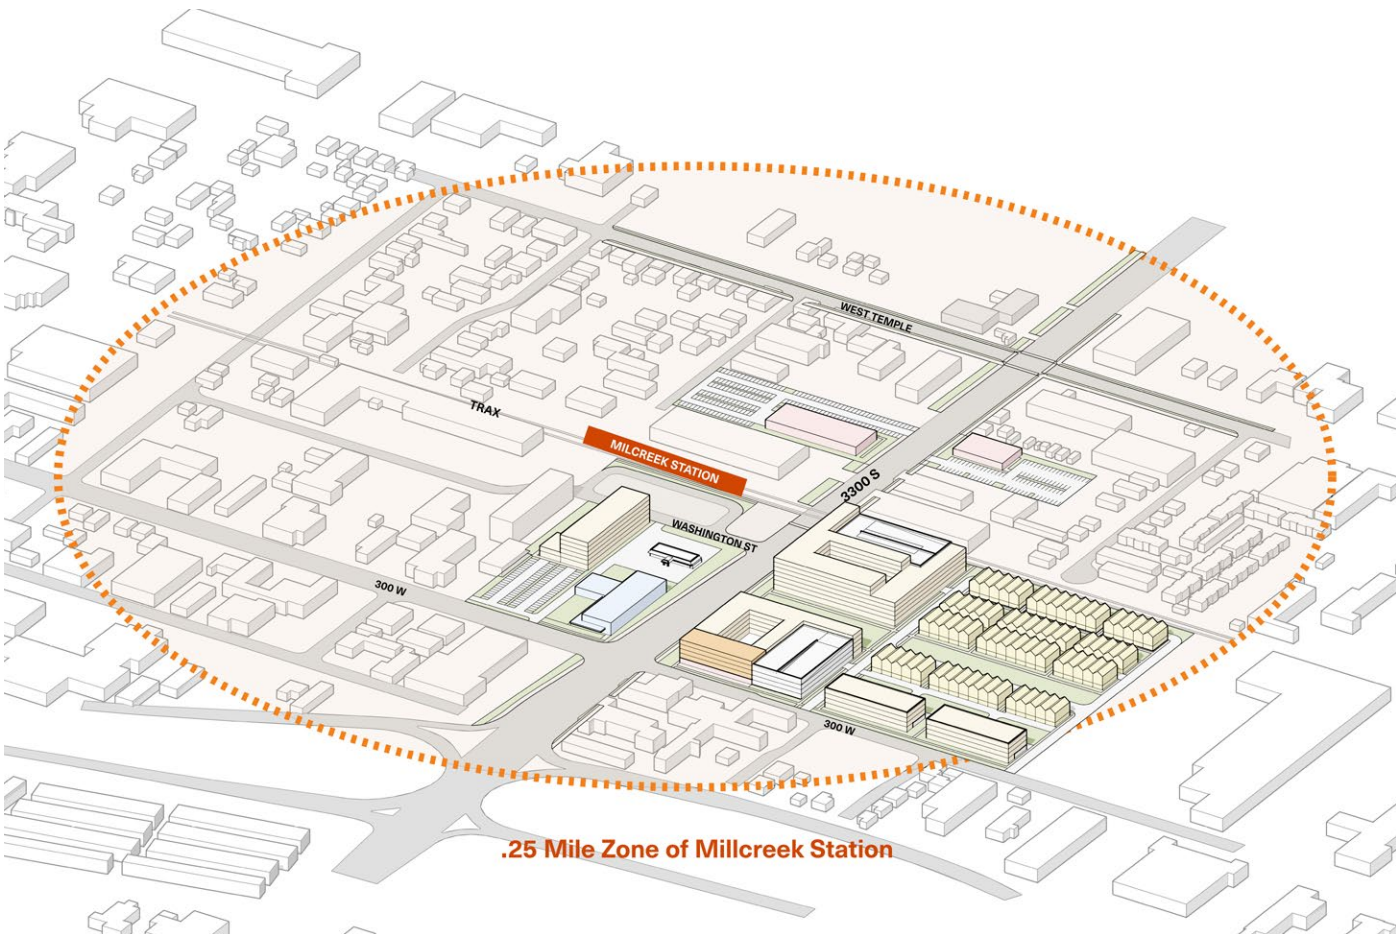 WEST TEMPLE
TRAX
MILCREEK STATION
3300 S
WASHINGTON ST
300 W
300 W
.25 Mile Zone of Millcreek Station